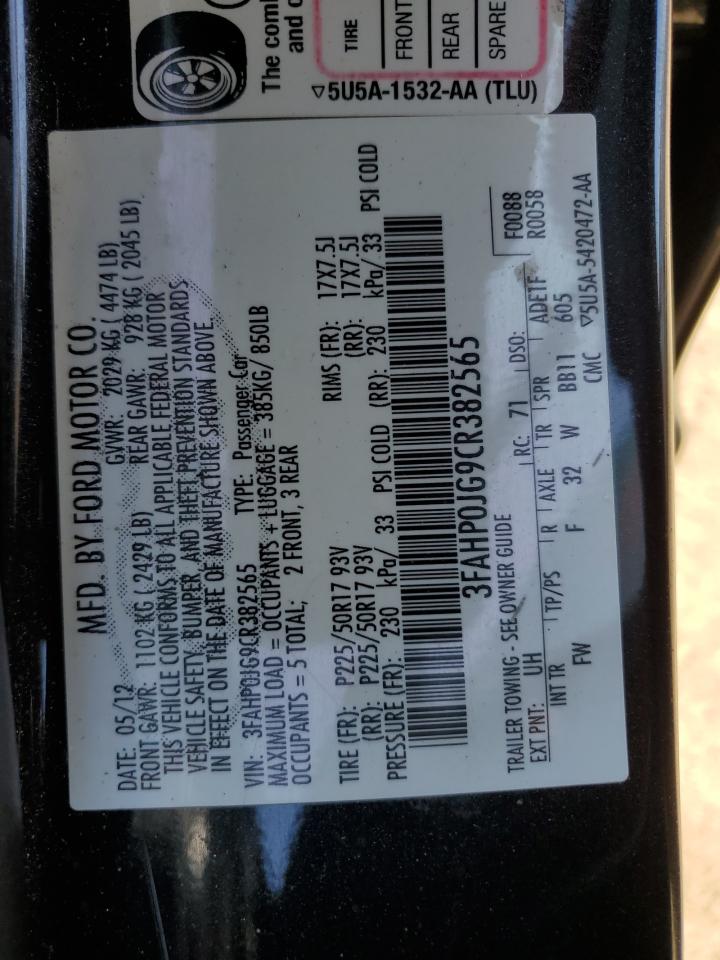 The comb
and c
TIRE
FRONT
REAR
SPARE
▽5U5A-1532-AA (TLU)
MFD. BY FORD MOTOR CO.
DATE: 05/12 GVWR: 2029 KG ( 4474 LB)
FRONT GAWR: 1102 KG ( 2429 LB) REAR GAWR: 928 KG ( 2045 LB)
THIS VEHICLE CONFORMS TO ALL APPLICABLE FEDERAL MOTOR
VEHICLE SAFETY, BUMPER, AND THEFT PREVENTION STANDARDS
IN EFFECT ON THE DATE OF MANUFACTURE SHOWN ABOVE.
VIN: 3FAHP0JG9CR382565 TYPE: Passenger Car
MAXIMUM LOAD = OCCUPANTS + LUGGAGE = 385KG/ 850LB
OCCUPANTS = 5 TOTAL; 2 FRONT, 3 REAR
TIRE (FR): P225/50R17 93V RIMS (FR): 17X7.5J
(RR): P225/50R17 93V (RR): 17X7.5J
PRESSURE (FR): 230 kPa/ 33 PSI COLD (RR): 230 kPa/ 33 PSI COLD
3FAHP0JG9CR382565
TRAILER TOWING - SEE OWNER GUIDE F0088
EXT PNT: UH RC: 71 DSO: R0058
INT TR TP/PS R AXLE TR SPR ADETF
FW F 32 W BB11 605
CMC ▽5U5A-5420472-AA